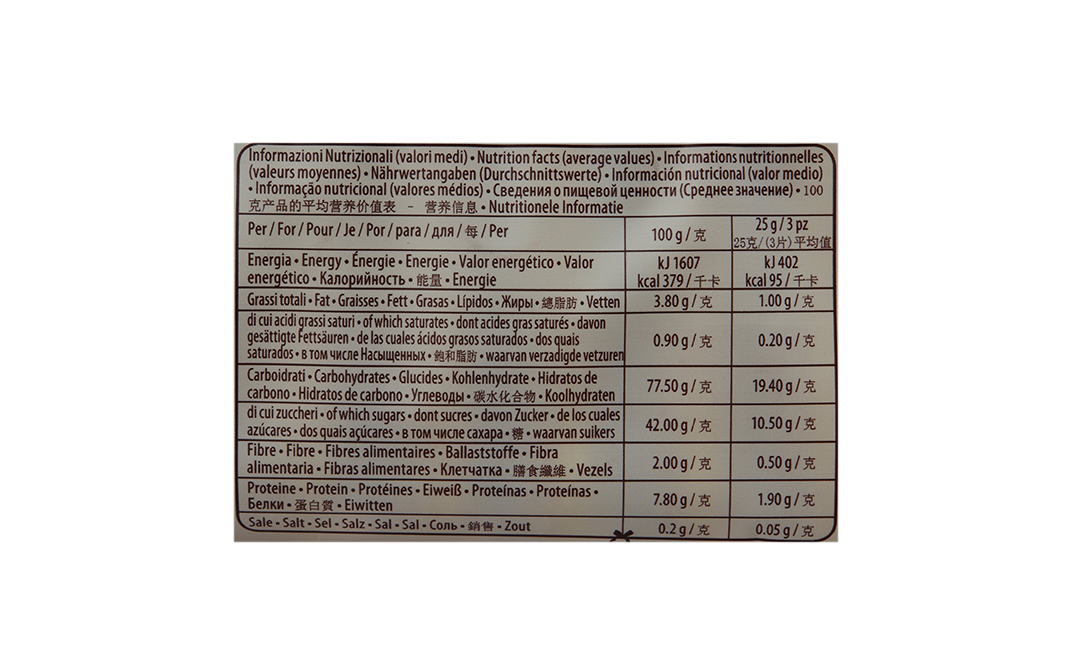 Informazioni Nutrizionali (valori medi) • Nutrition facts (average values) • Informations nutritionnelles
(valeurs moyennes) • Nährwertangaben (Durchschnittswerte) • Información nutricional (valor medio)
• Informação nutricional (valores médios) • Сведения о пищевой ценности (Среднее значение) • 100
克产品的平均营养价值表 - 营养信息 • Nutritionele Informatie
Per / For / Pour / Je / Por / para / для / 每 / Per
100 g / 克
25 g / 3 pz
25克/ (3片) 平均值
Energia • Energy • Énergie • Energie • Valor energético • Valor
energético • Калорийность • 能量 • Energie
kJ 1607
kcal 379 / 千卡
kJ 402
kcal 95 / 千卡
Grassi totali • Fat • Graisses • Fett • Grasas • Lípidos • Жиры • 總脂肪 • Vetten
3.80 g / 克
1.00 g / 克
di cui acidi grassi saturi • of which saturates • dont acides gras saturés • davon
gesättigte Fettsäuren • de las cuales ácidos grasos saturados • dos quais
saturados • в том числе Насыщенных • 飽和脂肪 • waarvan verzadigde vetzuren
0.90 g / 克
0.20 g / 克
Carboidrati • Carbohydrates • Glucides • Kohlenhydrate • Hidratos de
carbono • Hidratos de carbono • Углеводы • 碳水化合物 • Koolhydraten
77.50 g / 克
19.40 g / 克
di cui zuccheri • of which sugars • dont sucres • davon Zucker • de los cuales
azúcares • dos quais açúcares • в том числе сахара • 糖 • waarvan suikers
42.00 g / 克
10.50 g / 克
Fibre • Fibre • Fibres alimentaires • Ballaststoffe • Fibra
alimentaria • Fibras alimentares • Клетчатка • 膳食纖維 • Vezels
2.00 g / 克
0.50 g / 克
Proteine • Protein • Protéines • Eiweiß • Proteínas • Proteínas •
Белки • 蛋白質 • Eiwitten
7.80 g / 克
1.90 g / 克
Sale • Salt • Sel • Salz • Sal • Sal • Соль • 銷售 • Zout
0.2 g / 克
0.05 g / 克